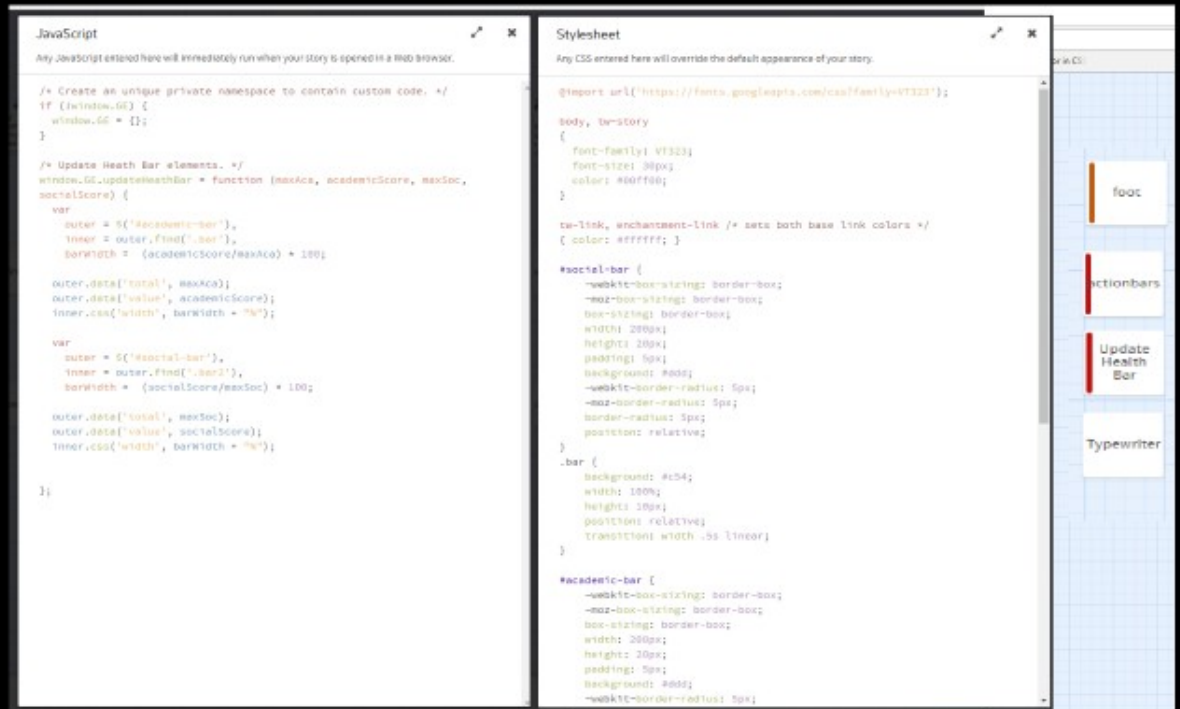 JavaScript
Any JavaScript entered here will immediately run when your story is opened in a Web browser.
/* Create an unique private namespace to contain custom code. */
if (!window.GE) {
window.GE = {};
}
/* Update Heath Bar elements. */
window.GE.updateHeathBar = function (maxAca, academicScore, maxSoc,
socialScore) {
var
outer = $('#academic-bar'),
inner = outer.find('.bar'),
barWidth = (academicScore/maxAca) * 100;
outer.data('total', maxAca);
outer.data('value', academicScore);
inner.css('width', barWidth + "%");
var
outer = $('#social-bar'),
inner = outer.find('.bar2'),
barWidth = (socialScore/maxSoc) * 100;
outer.data('total', maxSoc);
outer.data('value', socialScore);
inner.css('width', barWidth + "%");
};
Stylesheet
Any CSS entered here will override the default appearance of your story.
@import url('https://fonts.googleapis.com/css?family=VT323');
body, tw-story
{
font-family: VT323;
font-size: 30px;
color: #00ff00;
}
tw-link, enchantment-link /* sets both base link colors */
{ color: #ffffff; }
#social-bar {
-webkit-box-sizing: border-box;
-moz-box-sizing: border-box;
box-sizing: border-box;
width: 200px;
height: 20px;
padding: 5px;
background: #ddd;
-webkit-border-radius: 5px;
-moz-border-radius: 5px;
border-radius: 5px;
position: relative;
}
.bar {
background: #c54;
width: 100%;
height: 10px;
position: relative;
transition: width .5s linear;
}
#academic-bar {
-webkit-box-sizing: border-box;
-moz-box-sizing: border-box;
box-sizing: border-box;
width: 200px;
height: 20px;
padding: 5px;
background: #ddd;
-webkit-border-radius: 5px;
foot
actionbars
Update
Health
Bar
Typewriter